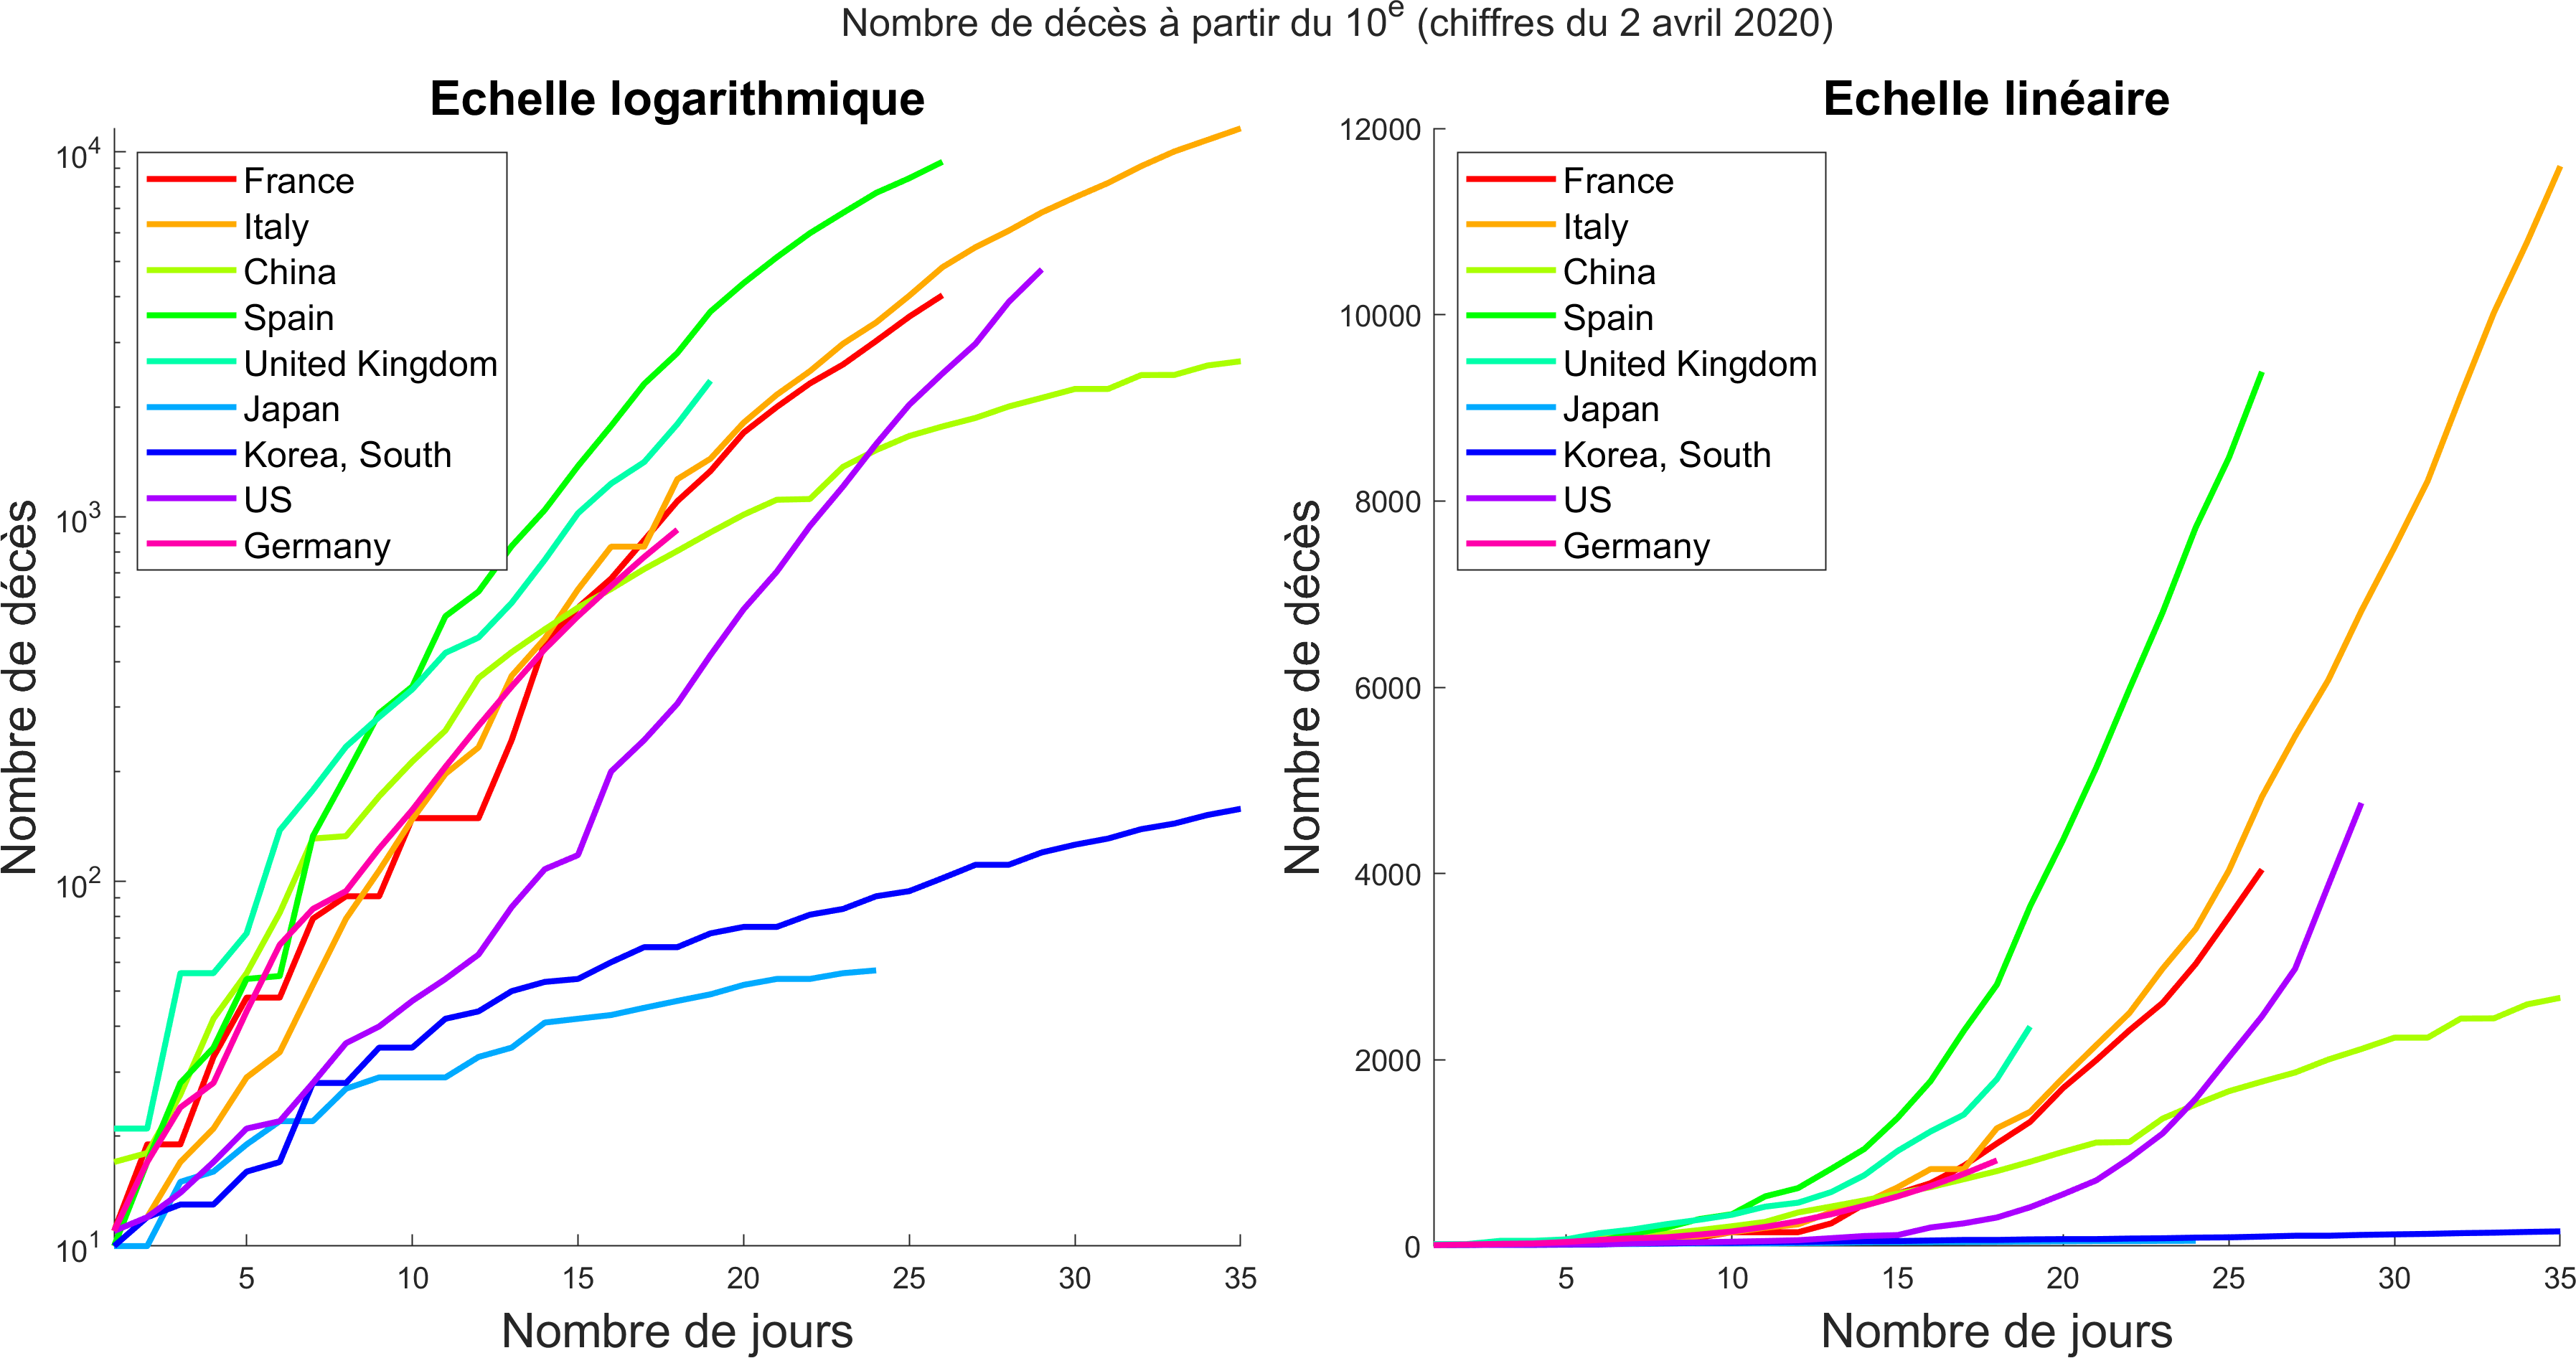 Nombre de décès à partir du 10e (chiffres du 2 avril 2020)
Echelle logarithmique
10^4
10^3
10^2
10^1
Nombre de décès
France
Italy
China
Spain
United Kingdom
Japan
Korea, South
US
Germany
5 10 15 20 25 30 35
Nombre de jours
Echelle linéaire
12000
10000
8000
6000
4000
2000
0
Nombre de décès
France
Italy
China
Spain
United Kingdom
Japan
Korea, South
US
Germany
5 10 15 20 25 30 35
Nombre de jours